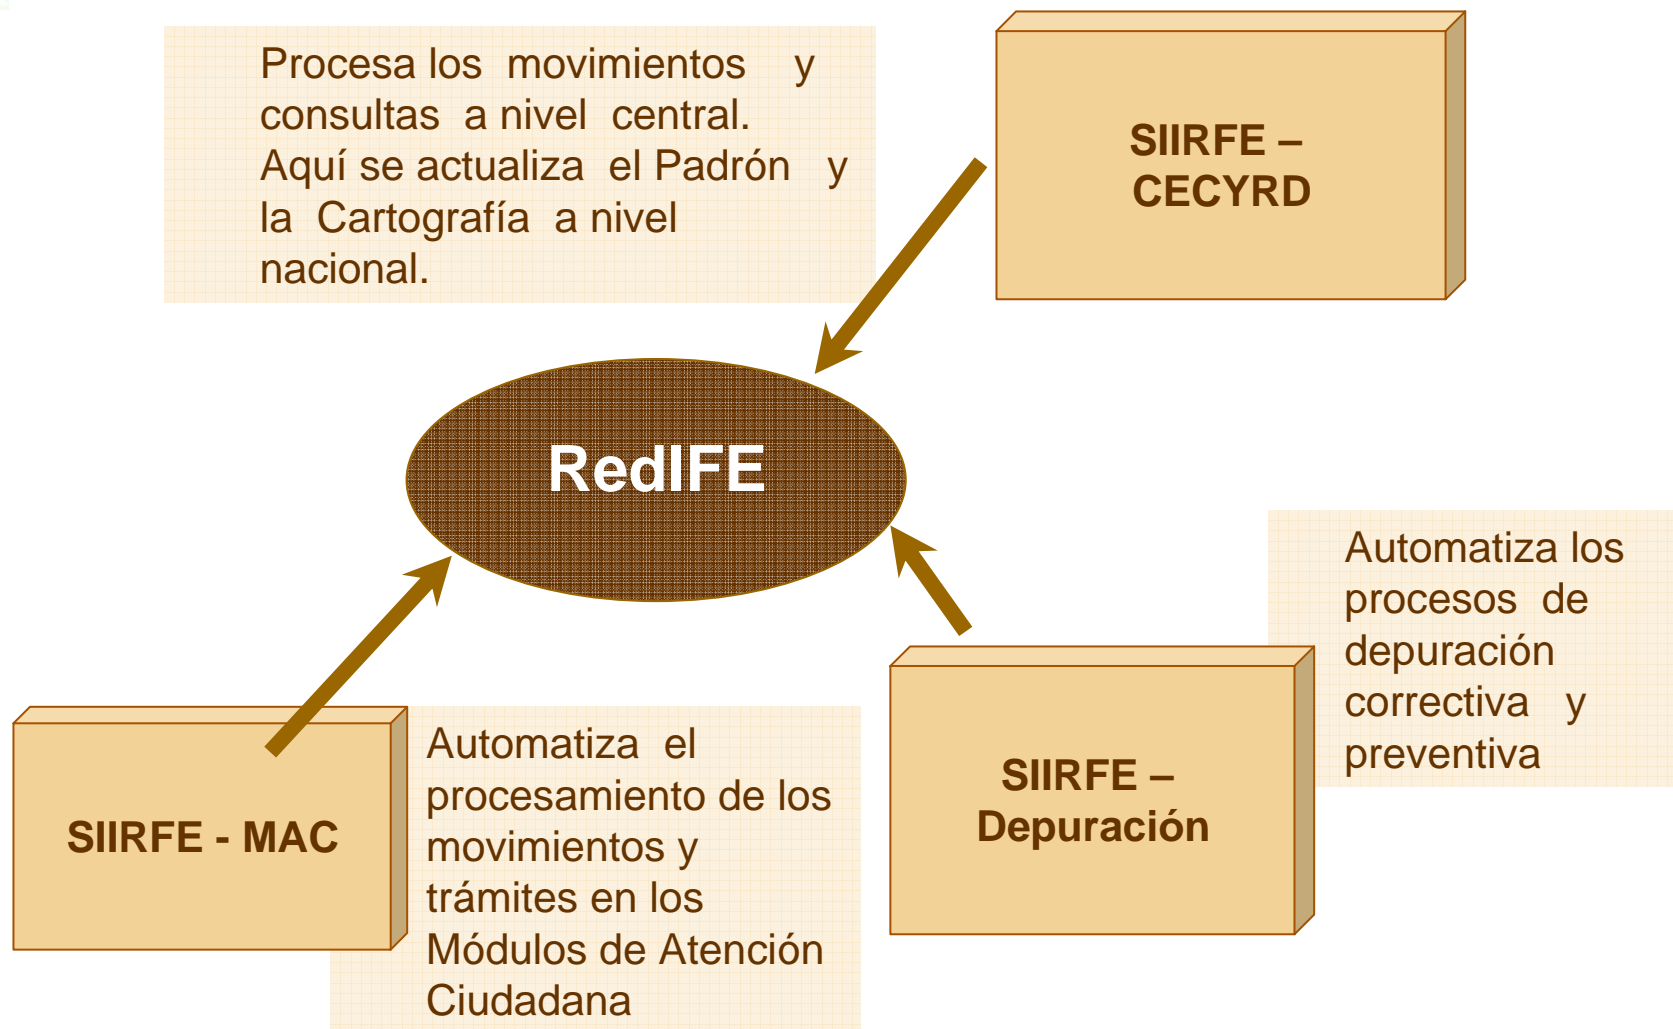 Procesa los movimientos y
consultas a nivel central.
Aquí se actualiza el Padrón y
la Cartografía a nivel
nacional.
SIIRFE –
CECYRD
RedIFE
Automatiza los
procesos de
depuración
correctiva y
preventiva
SIIRFE –
Depuración
SIIRFE - MAC
Automatiza el
procesamiento de los
movimientos y
trámites en los
Módulos de Atención
Ciudadana